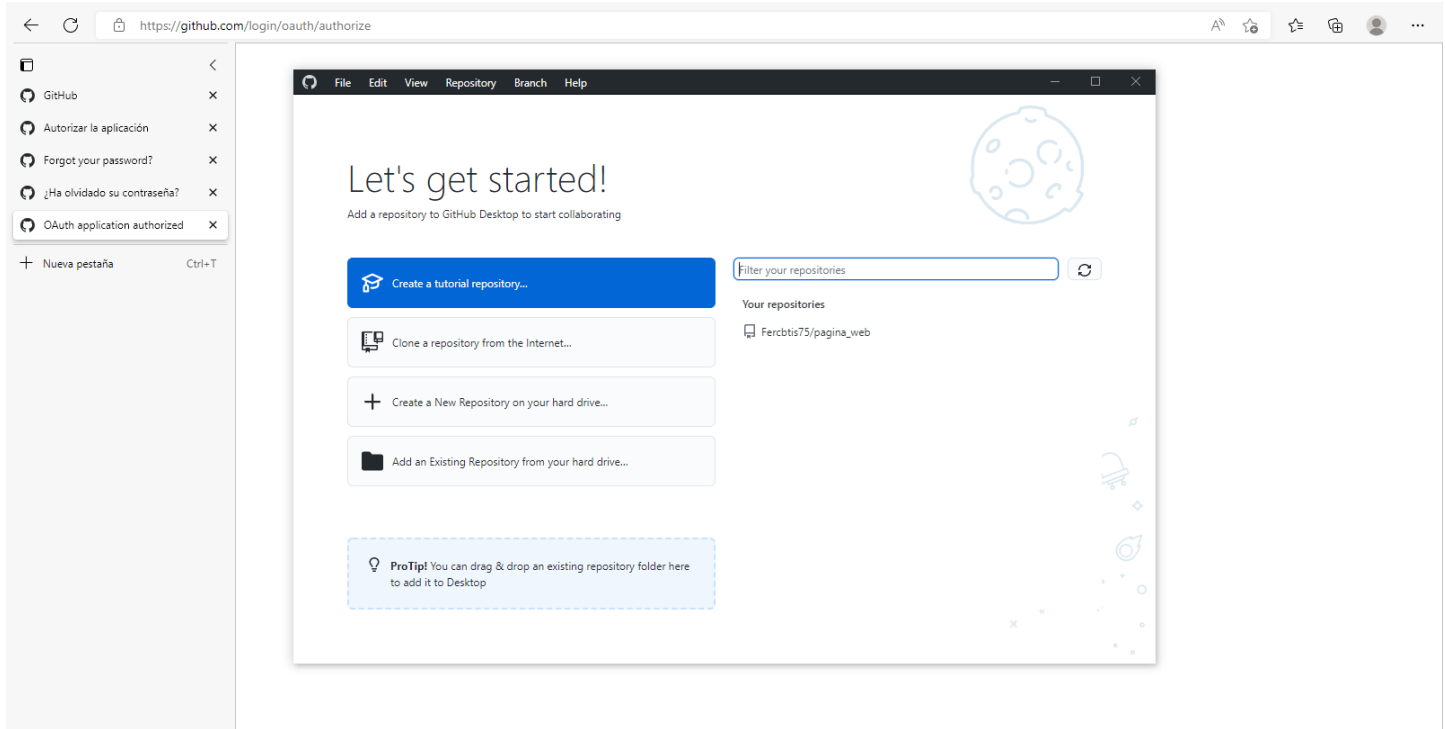 https://github.com/login/oauth/authorize
GitHub
Autorizar la aplicación
Forgot your password?
¿Ha olvidado su contraseña?
OAuth application authorized
Nueva pestaña Ctrl+T
File Edit View Repository Branch Help
Let's get started!
Add a repository to GitHub Desktop to start collaborating
Create a tutorial repository...
Clone a repository from the Internet...
Create a New Repository on your hard drive...
Add an Existing Repository from your hard drive...
ProTip! You can drag & drop an existing repository folder here
to add it to Desktop
Filter your repositories
Your repositories
Fercbtis75/pagina_web